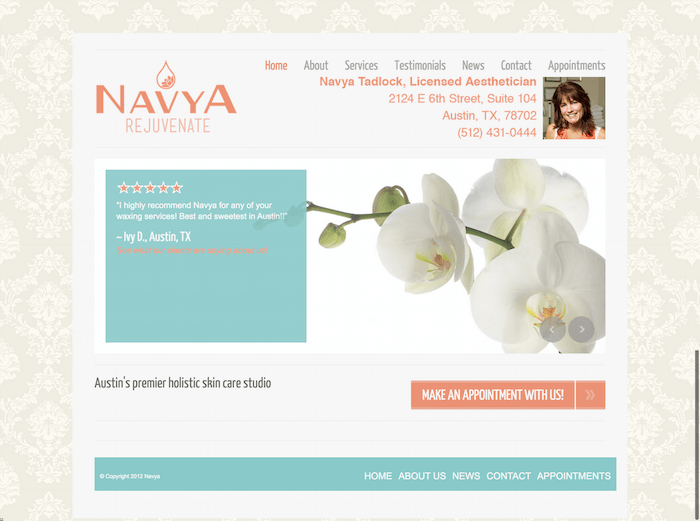 Home About Services Testimonials News Contact Appointments
NAVYA
REJUVENATE
Navya Tadlock, Licensed Aesthetician
2124 E 6th Street, Suite 104
Austin, TX, 78702
(512) 431-0444
"I highly recommend Navya for any of your
waxing services! Best and sweetest in Austin!!"
– Ivy D., Austin, TX
Austin's premier holistic skin care studio
MAKE AN APPOINTMENT WITH US! »
© Copyright 2012 Navya
HOME ABOUT US NEWS CONTACT APPOINTMENTS